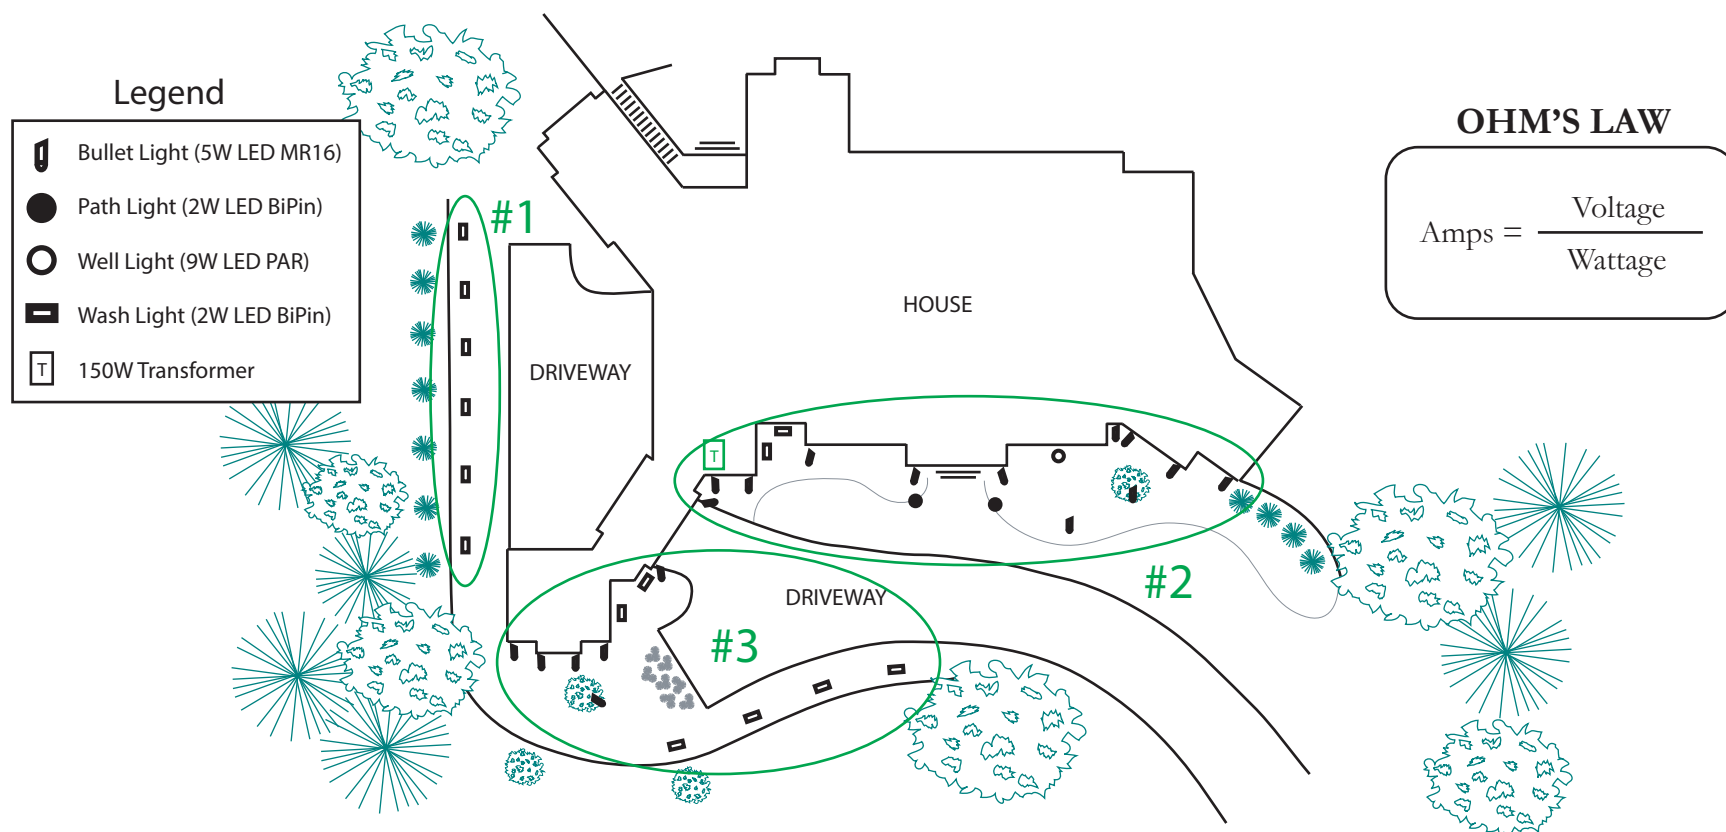 Legend
Bullet Light (5W LED MR16)
Path Light (2W LED BiPin)
Well Light (9W LED PAR)
Wash Light (2W LED BiPin)
T 150W Transformer
#1
DRIVEWAY
HOUSE
OHM'S LAW
Amps = Voltage
Wattage
T
#2
DRIVEWAY
#3